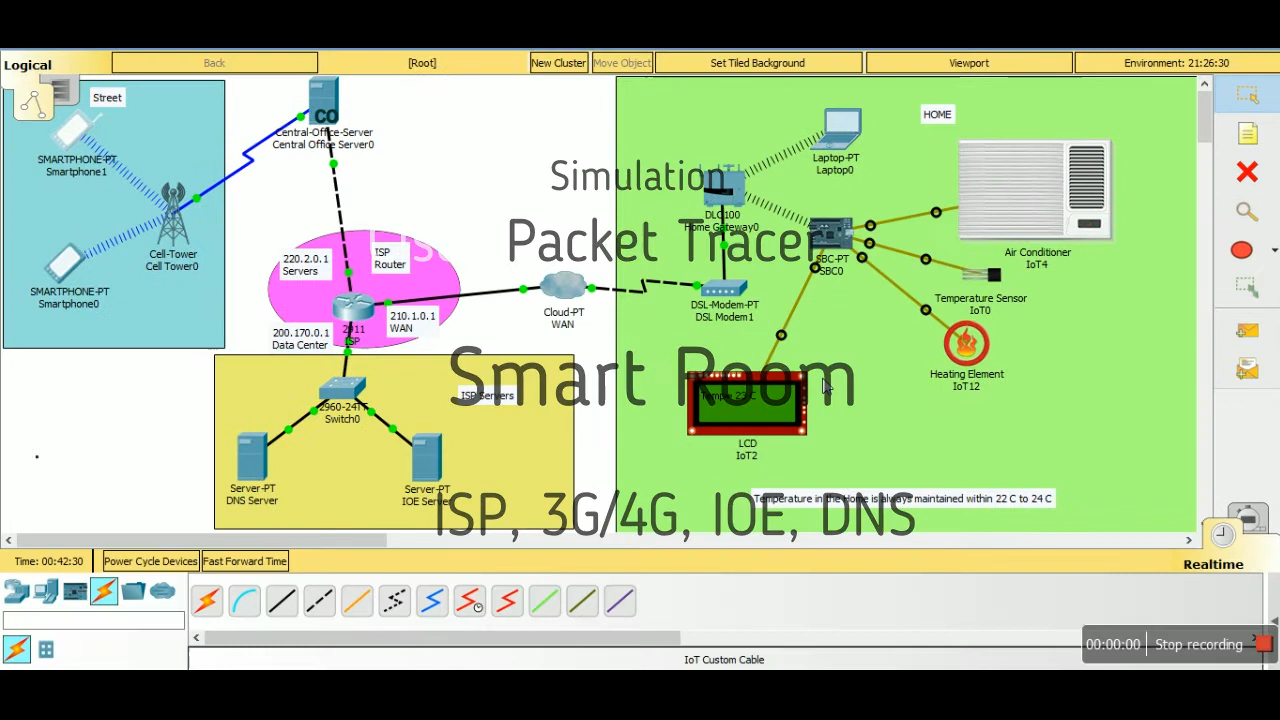 Logical
Back
[Root]
New Cluster
Move Object
Set Tiled Background
Viewport
Environment: 21:26:30
Street
SMARTPHONE-PT
Smartphone1
SMARTPHONE-PT
Smartphone0
Cell-Tower
Cell Tower0
CO
Central-Office-Server
Central Office Server0
220.2.0.1
Servers
ISP
Router
200.170.0.1
Data Center
2911
ISP
210.1.0.1
WAN
Cloud-PT
WAN
ISP Servers
2960-24TT
Switch0
Server-PT
DNS Server
Server-PT
IOE Server
HOME
Laptop-PT
Laptop0
DLC100
Home Gateway0
SBC-PT
SBC0
DSL-Modem-PT
DSL Modem1
Air Conditioner
IoT4
Temperature Sensor
IoT0
Heating Element
IoT12
LCD
IoT2
Temperature in the Home is always maintained within 22 C to 24 C
Simulation
Packet Tracer
Smart Room
ISP, 3G/4G, IOE, DNS
Time: 00:42:30
Power Cycle Devices
Fast Forward Time
Realtime
IoT Custom Cable
00:00:00
Stop recording